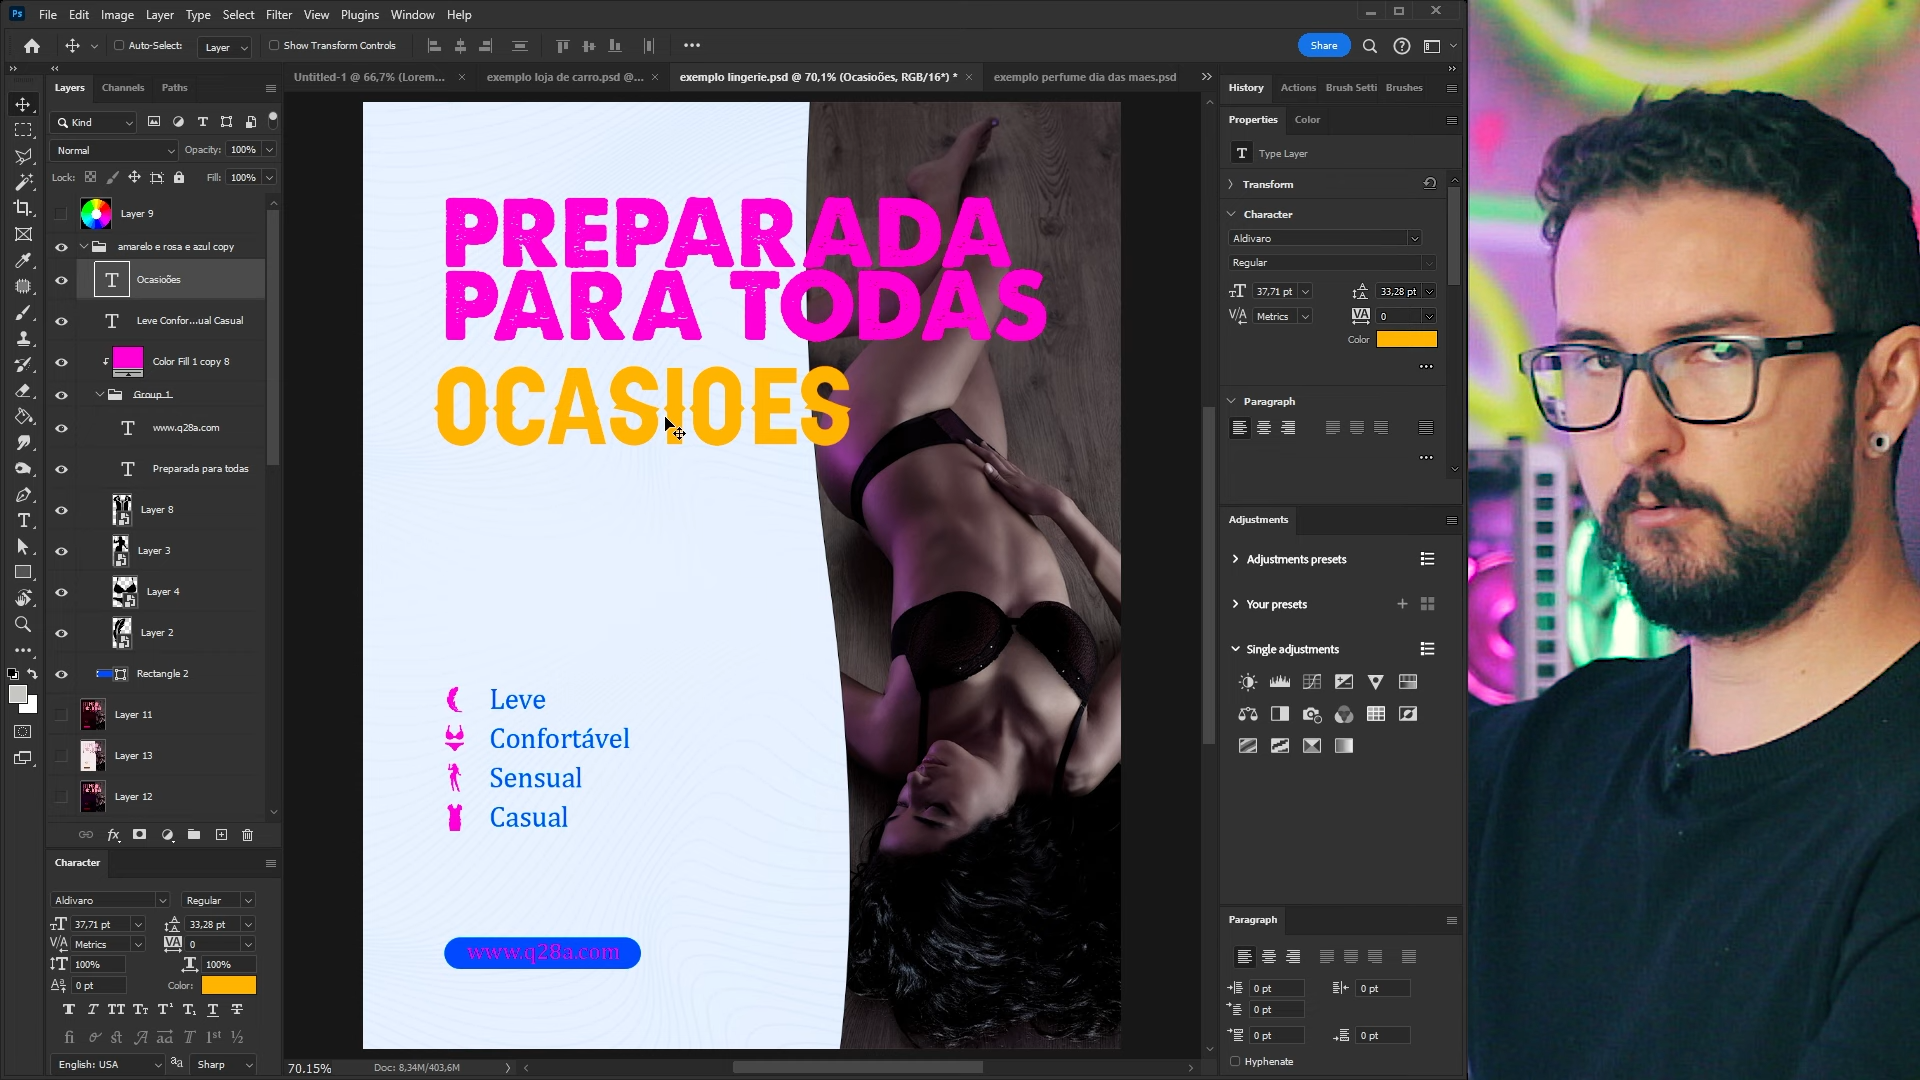 File Edit Image Layer Type Select Filter View Plugins Window Help
Auto-Select: Layer Show Transform Controls Share
Untitled-1 @ 66,7% (Lorem... exemplo loja de carro.psd @... exemplo lingerie.psd @ 70,1% (Ocasioões, RGB/16*) * exemplo perfume dia das maes.psd
Layers Channels Paths
Kind
Normal Opacity: 100%
Lock: Fill: 100%
Layer 9
amarelo e rosa e azul copy
Ocasioões
Leve Confor...ual Casual
Color Fill 1 copy 8
Group 1
www.q28a.com
Preparada para todas
Layer 8
Layer 3
Layer 4
Layer 2
Rectangle 2
Layer 11
Layer 13
Layer 12
Character
Aldivaro Regular
37,71 pt 33,28 pt
Metrics 0
100% 100%
0 pt Color:
English: USA Sharp
PREPARADA
PARA TODAS
OCASIOES
Leve
Confortável
Sensual
Casual
www.q28a.com
70.15% Doc: 8,34M/403,6M
History Actions Brush Setti Brushes
Properties Color
Type Layer
Transform
Character
Aldivaro
Regular
37,71 pt 33,28 pt
Metrics 0
Color
Paragraph
Adjustments
Adjustments presets
Your presets
Single adjustments
Paragraph
0 pt 0 pt
0 pt
0 pt 0 pt
Hyphenate